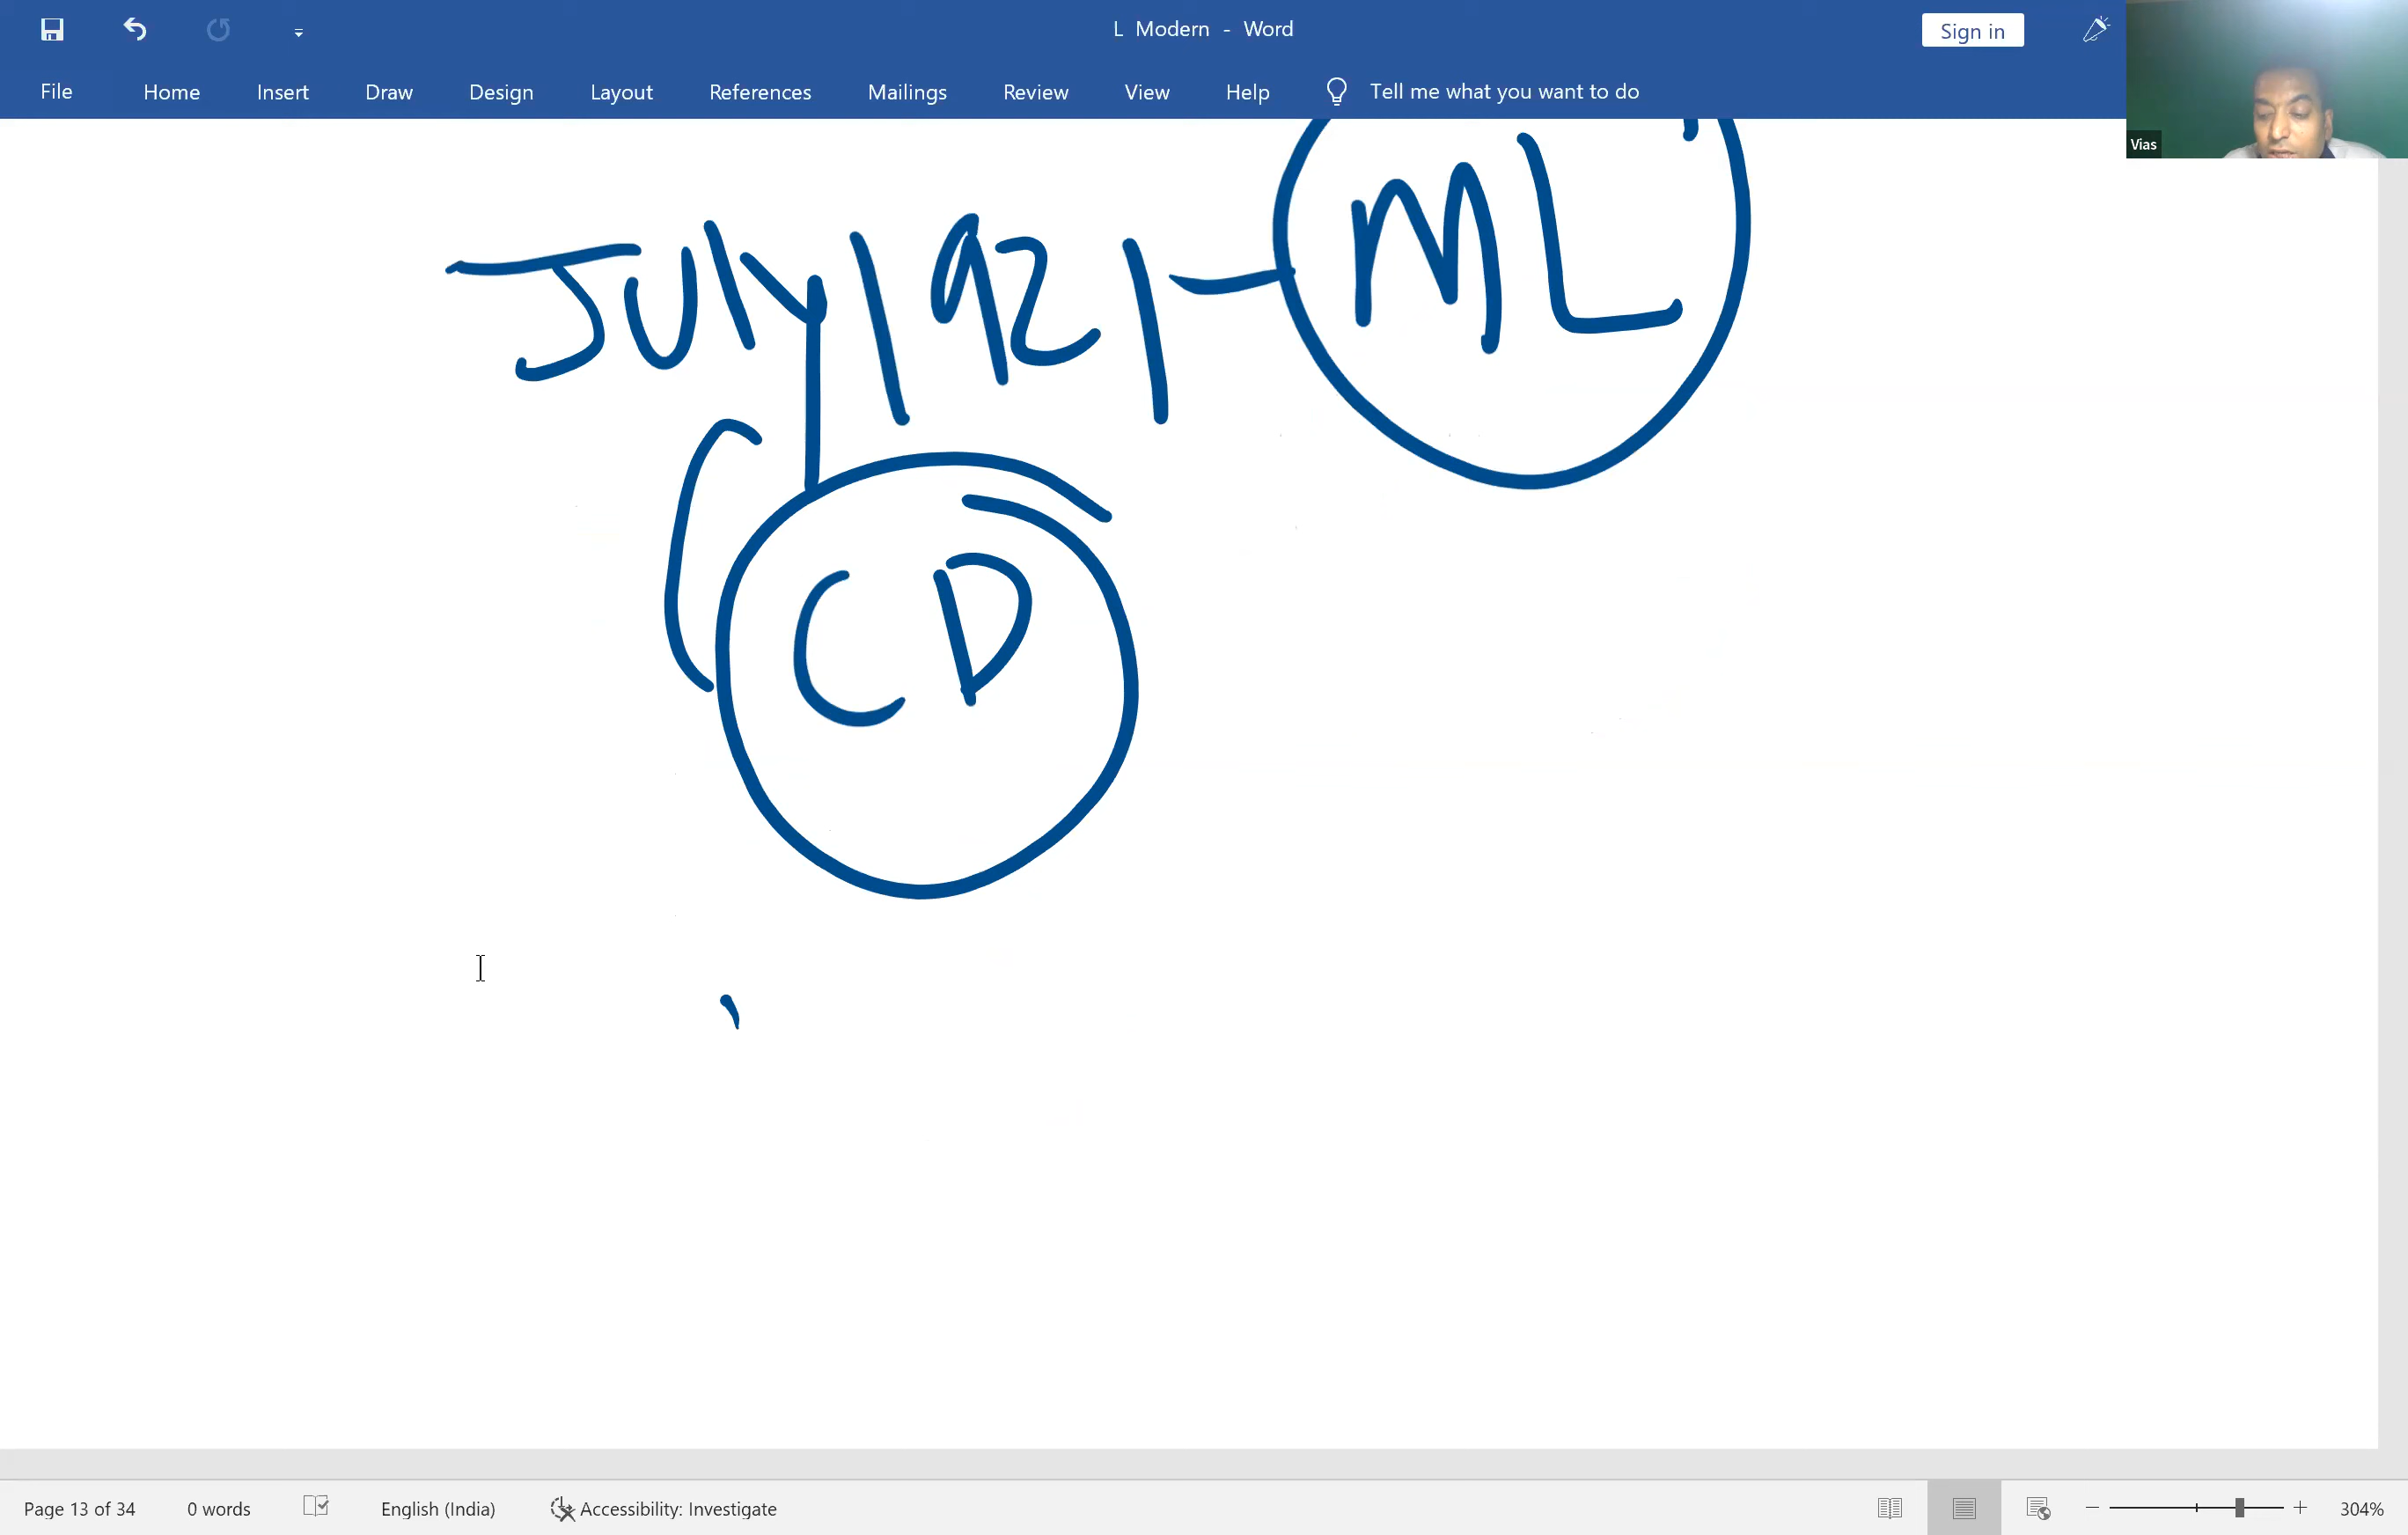 L Modern - Word
Sign in
File Home Insert Draw Design Layout References Mailings Review View Help Tell me what you want to do
Vias
ML
July 1921
CD
Page 13 of 34 0 words English (India) Accessibility: Investigate 304%